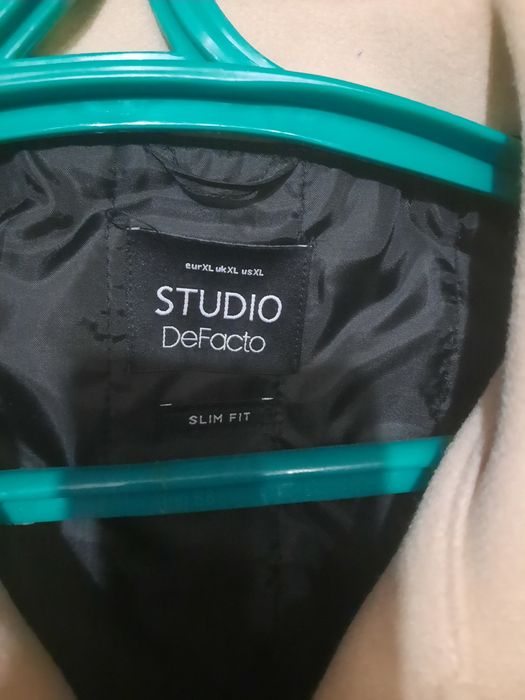 eurXL ukXL usXL
STUDIO
DeFacto
SLIM FIT